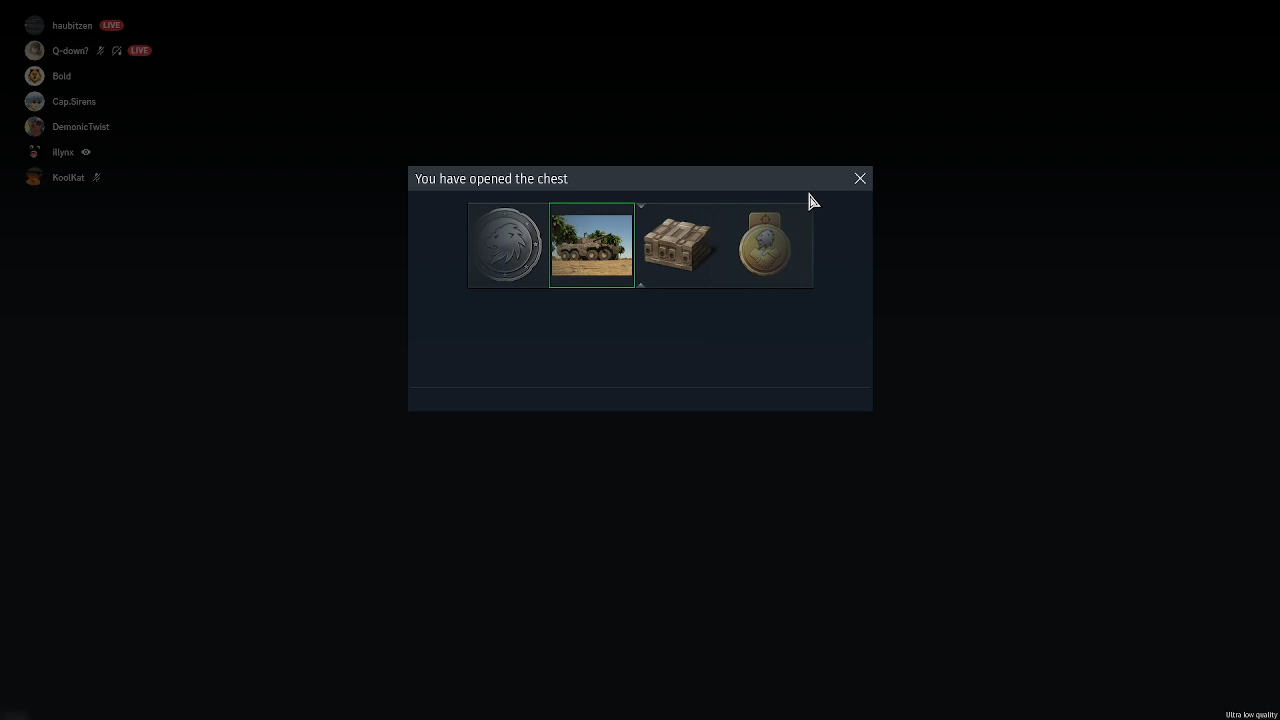 haubitzen LIVE
Q-down? LIVE
Bold
Cap.Sirens
DemonicTwist
illynx
KoolKat
You have opened the chest
Ultra low quality